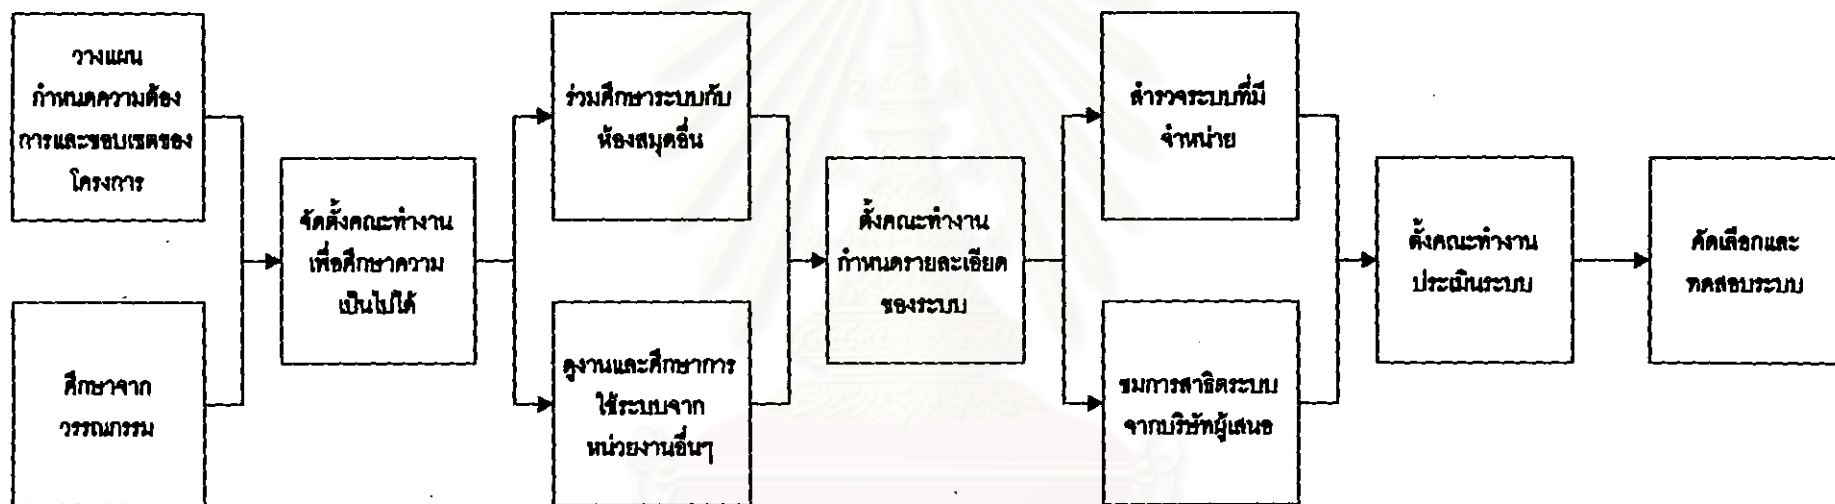 วางแผน
กำหนดความต้อง
การและขอบเขตของ
โครงการ
ศึกษาจาก
วรรณกรรม
จัดตั้งคณะทำงาน
เพื่อศึกษาความ
เป็นไปได้
ร่วมศึกษาระบบกับ
ห้องสมุดอื่น
ดูงานและศึกษาการ
ใช้ระบบจาก
หน่วยงานอื่นๆ
ตั้งคณะทำงาน
กำหนดรายละเอียด
ของระบบ
สำรวจระบบที่มี
จำหน่าย
ชมการสาธิตระบบ
จากบริษัทผู้เสนอ
ตั้งคณะทำงาน
ประเมินระบบ
คัดเลือกและ
ทดสอบระบบ